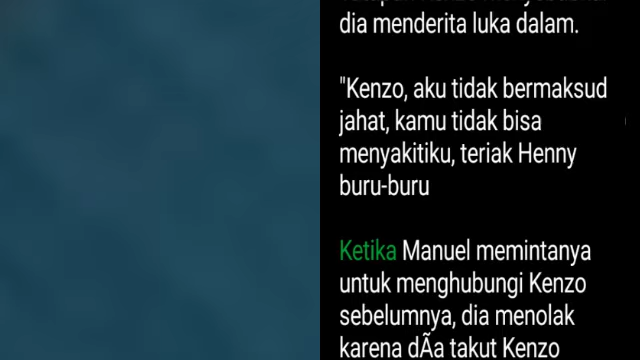 dia menderita luka dalam.
"Kenzo, aku tidak bermaksud
jahat, kamu tidak bisa
menyakitiku, teriak Henny
buru-buru
Ketika Manuel memintanya
untuk menghubungi Kenzo
sebelumnya, dia menolak
karena dÃa takut Kenzo